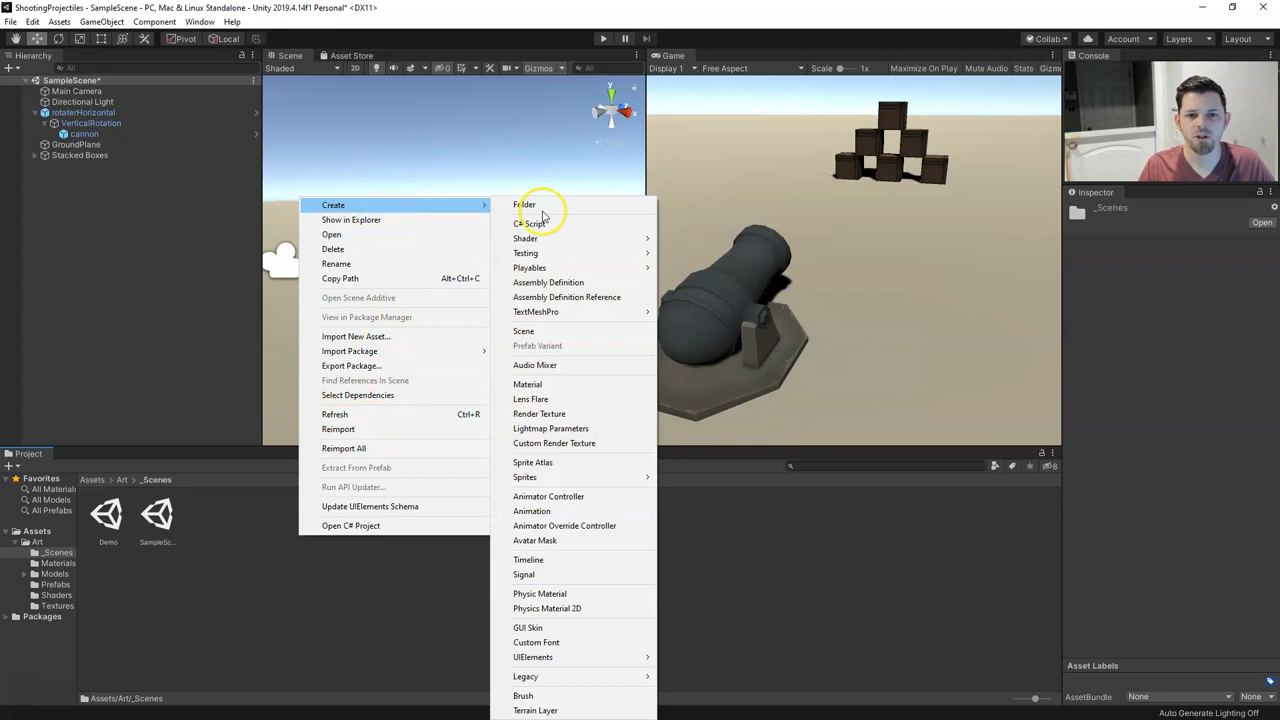 ShootingProjectiles - SampleScene - PC, Mac & Linux Standalone - Unity 2019.4.14f1 Personal* <DX11>
File Edit Assets GameObject Component Window Help
Pivot Local Collab Account Layers Layout
Hierarchy Scene Asset Store Game Console
All Shaded 2D 0 Gizmos All Display 1 Free Aspect Scale 1x Maximize On Play Mute Audio Stats Gizmo
SampleScene*
Main Camera
Directional Light
rotaterHorizontal
VerticalRotation
cannon
GroundPlane
Stacked Boxes
y
Persp
Create
Show in Explorer
Open
Delete
Rename
Copy Path Alt+Ctrl+C
Open Scene Additive
View in Package Manager
Import New Asset...
Import Package
Export Package...
Find References In Scene
Select Dependencies
Refresh Ctrl+R
Reimport
Reimport All
Extract From Prefab
Run API Updater...
Update UIElements Schema
Open C# Project
Folder
C# Script
Shader
Testing
Playables
Assembly Definition
Assembly Definition Reference
TextMeshPro
Scene
Prefab Variant
Audio Mixer
Material
Lens Flare
Render Texture
Lightmap Parameters
Custom Render Texture
Sprite Atlas
Sprites
Animator Controller
Animation
Animator Override Controller
Avatar Mask
Timeline
Signal
Physic Material
Physics Material 2D
GUI Skin
Custom Font
UIElements
Legacy
Brush
Terrain Layer
Inspector
_Scenes
Open
Project
8
Favorites
All Material
All Models
All Prefabs
Assets
Art
_Scenes
Materials
Models
Prefabs
Shaders
Textures
Packages
Assets Art _Scenes
Demo SampleSc...
Assets/Art/_Scenes
Asset Labels
AssetBundle None None
Auto Generate Lighting Off